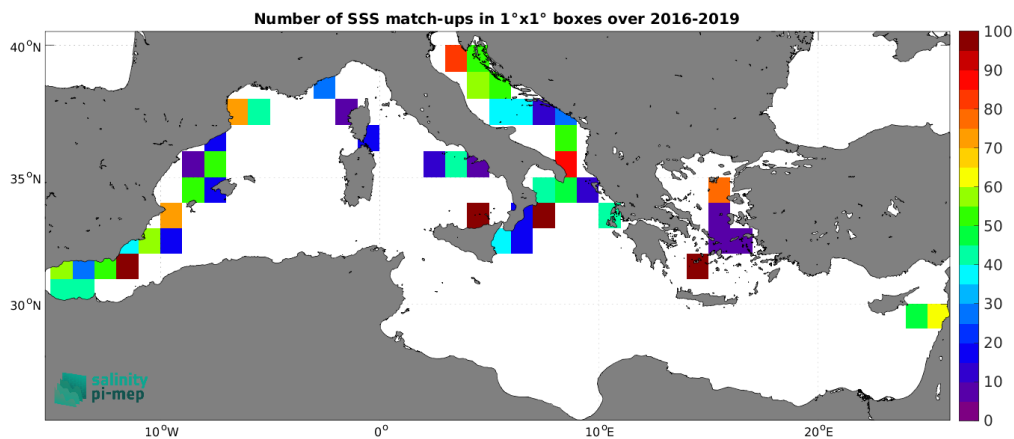 Number of SSS match-ups in 1°x1° boxes over 2016-2019
40°N
35°N
30°N
10°W
0°
10°E
20°E
100
90
80
70
60
50
40
30
20
10
0
salinity
pi-mep